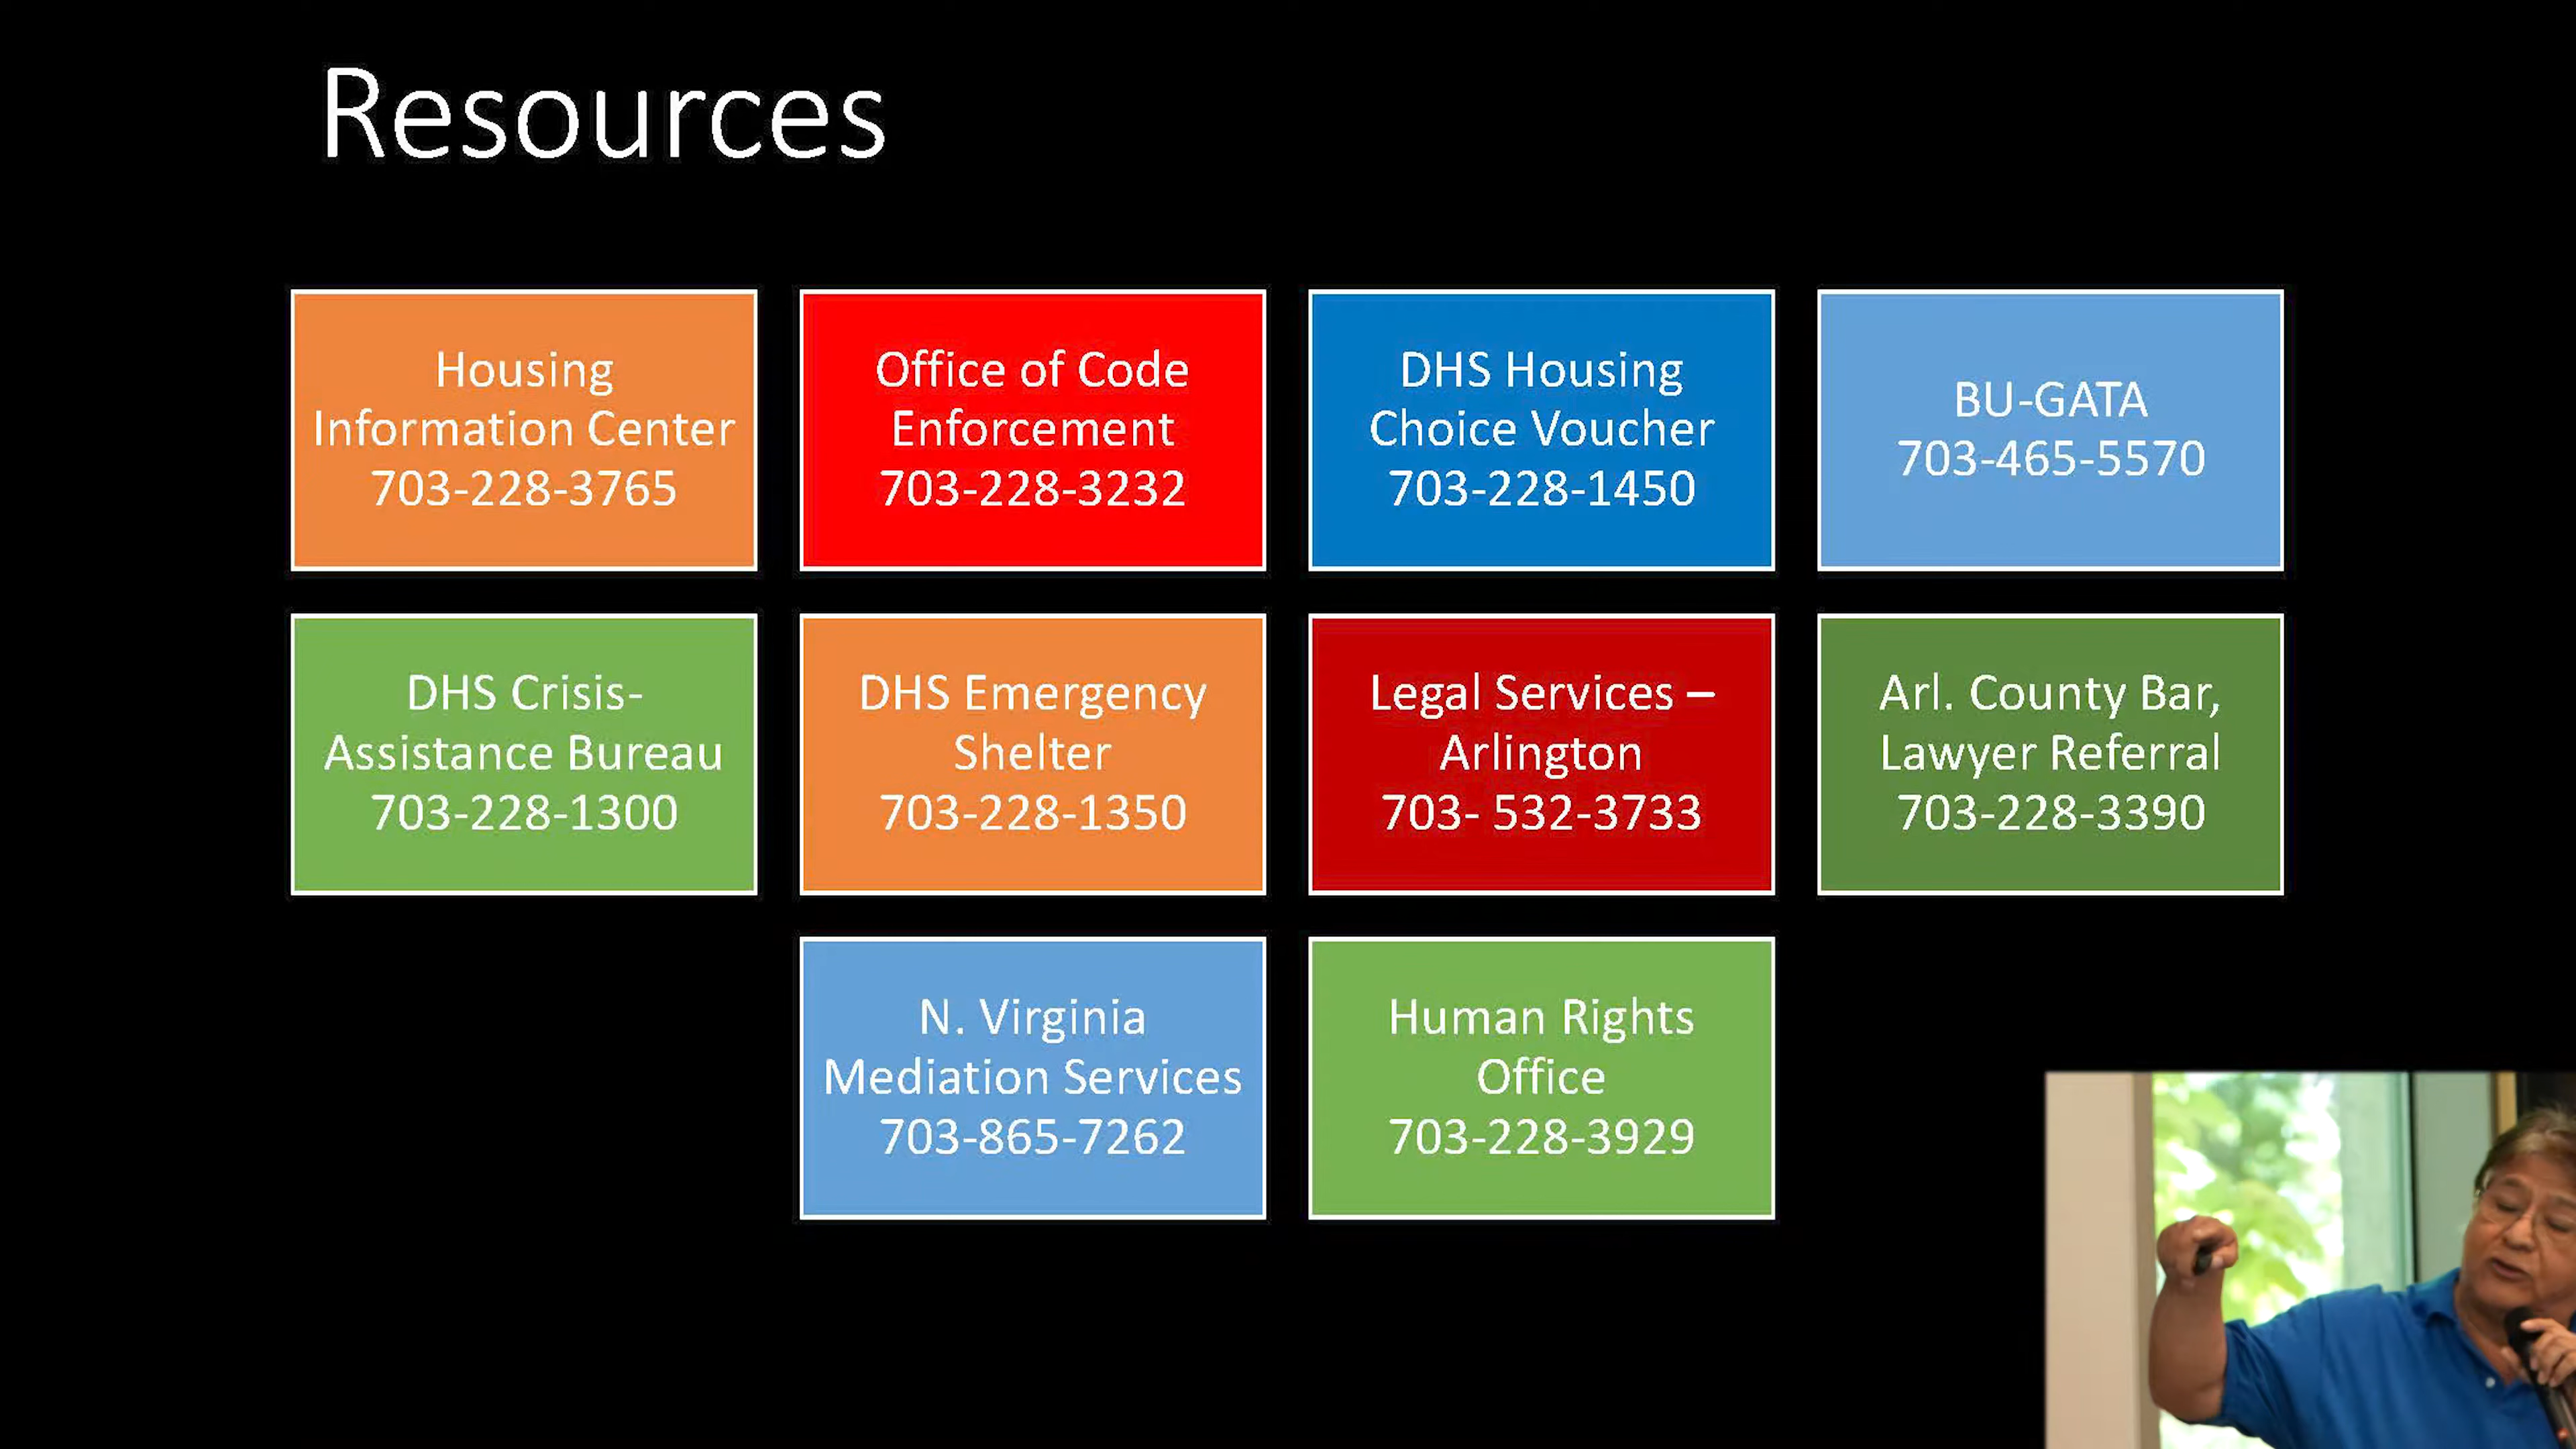 Resources
Housing
Information Center
703-228-3765
Office of Code
Enforcement
703-228-3232
DHS Housing
Choice Voucher
703-228-1450
BU-GATA
703-465-5570
DHS Crisis-
Assistance Bureau
703-228-1300
DHS Emergency
Shelter
703-228-1350
Legal Services –
Arlington
703- 532-3733
Arl. County Bar,
Lawyer Referral
703-228-3390
N. Virginia
Mediation Services
703-865-7262
Human Rights
Office
703-228-3929